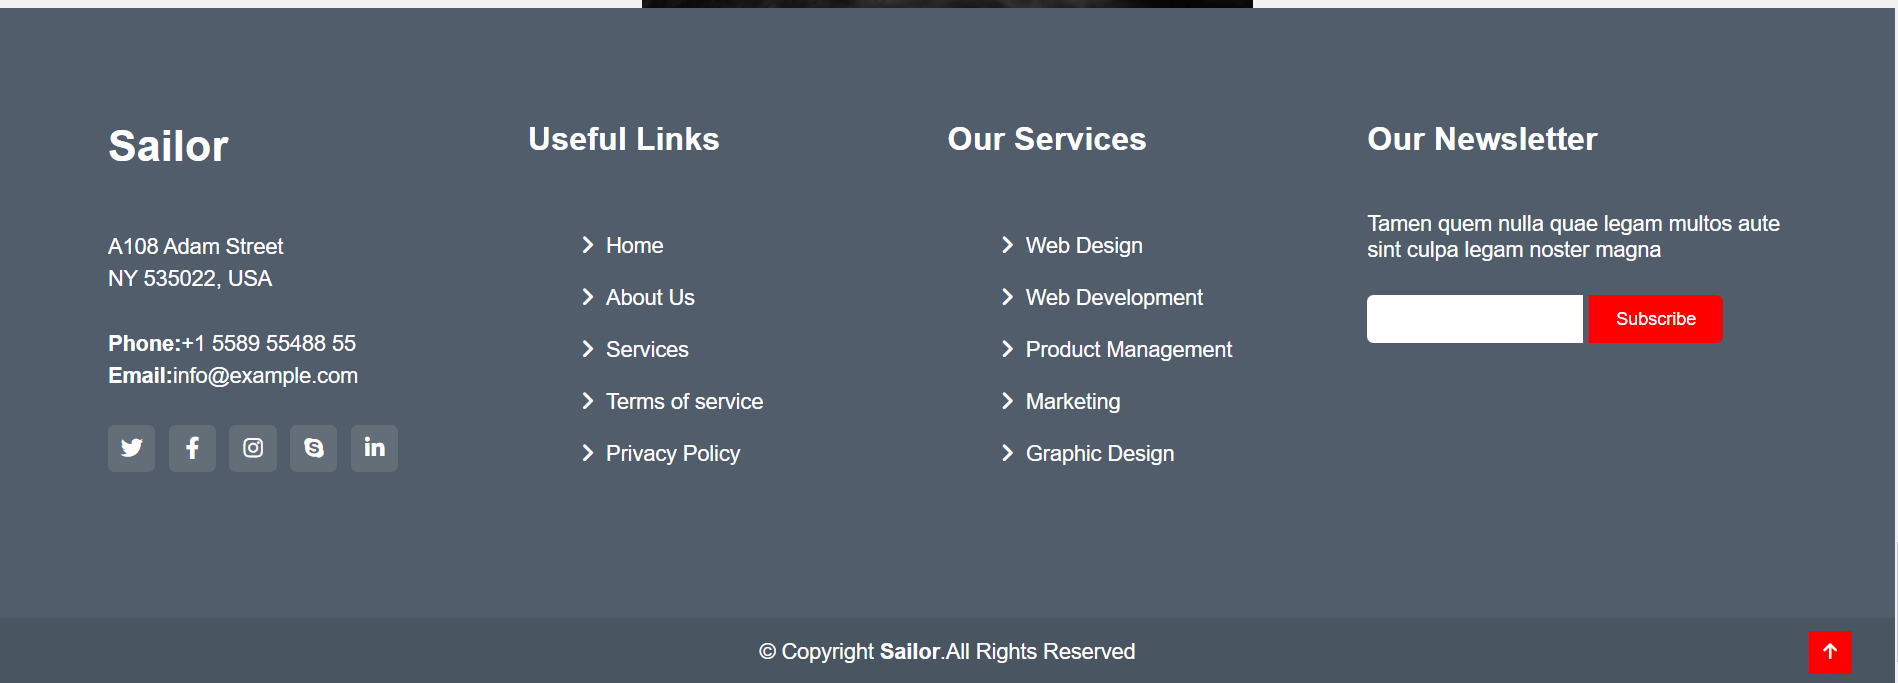 Sailor
A108 Adam Street
NY 535022, USA
Phone:+1 5589 55488 55
Email:info@example.com
Useful Links
Home
About Us
Services
Terms of service
Privacy Policy
Our Services
Web Design
Web Development
Product Management
Marketing
Graphic Design
Our Newsletter
Tamen quem nulla quae legam multos aute
sint culpa legam noster magna
Subscribe
© Copyright Sailor.All Rights Reserved